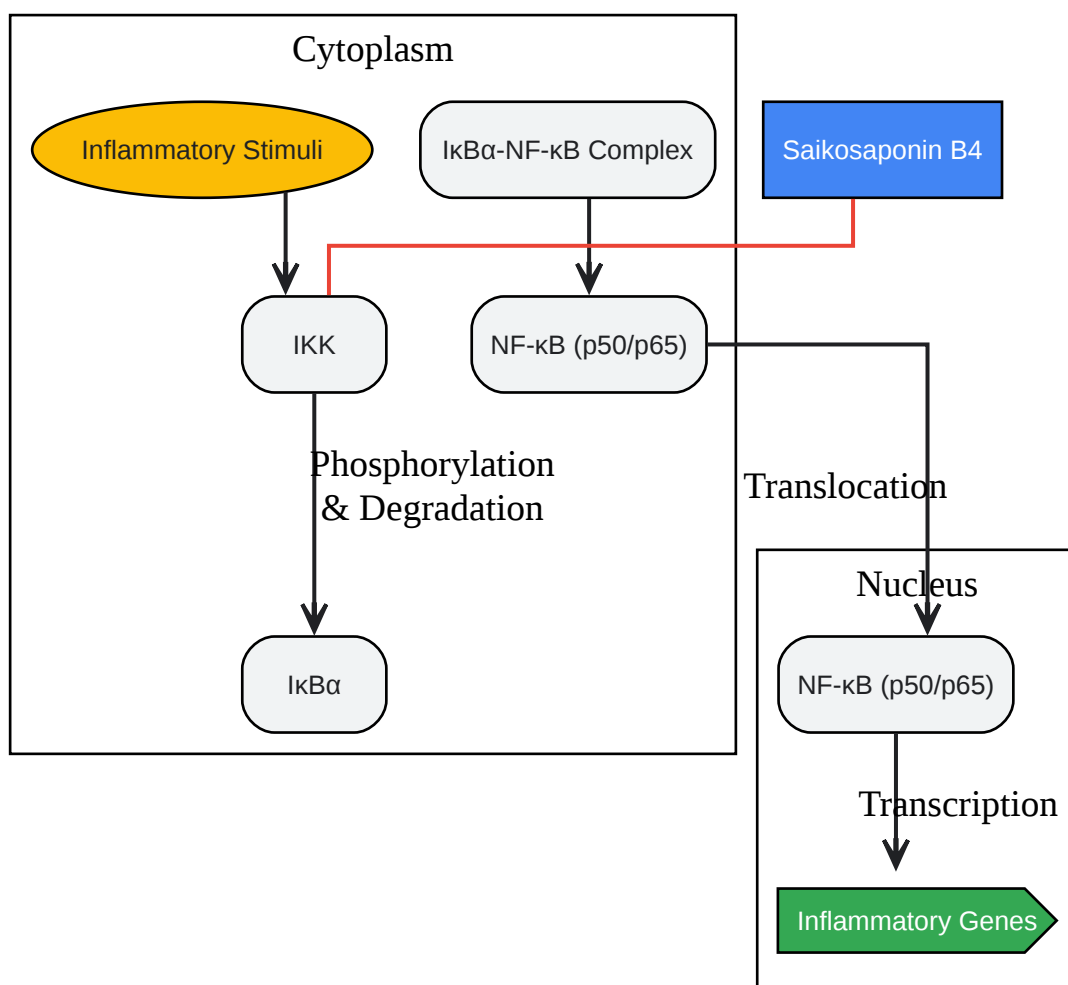 Cytoplasm
Inflammatory Stimuli
IκBα-NF-κB Complex
Saikosaponin B4
IKK
NF-κB (p50/p65)
Phosphorylation
& Degradation
Translocation
Nucleus
IκBα
NF-κB (p50/p65)
Transcription
Inflammatory Genes